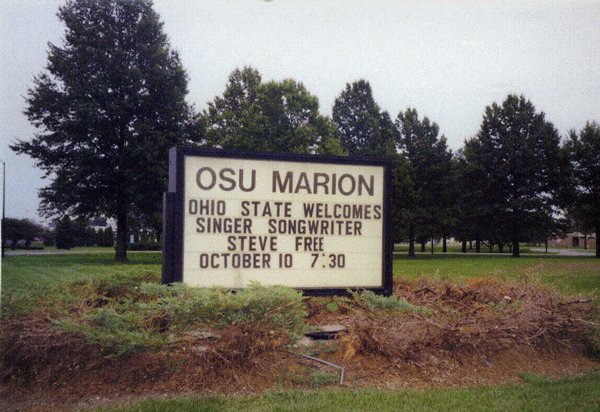 OSU MARION
OHIO STATE WELCOMES
SINGER SONGWRITER
STEVE FREE
OCTOBER 10 7:30